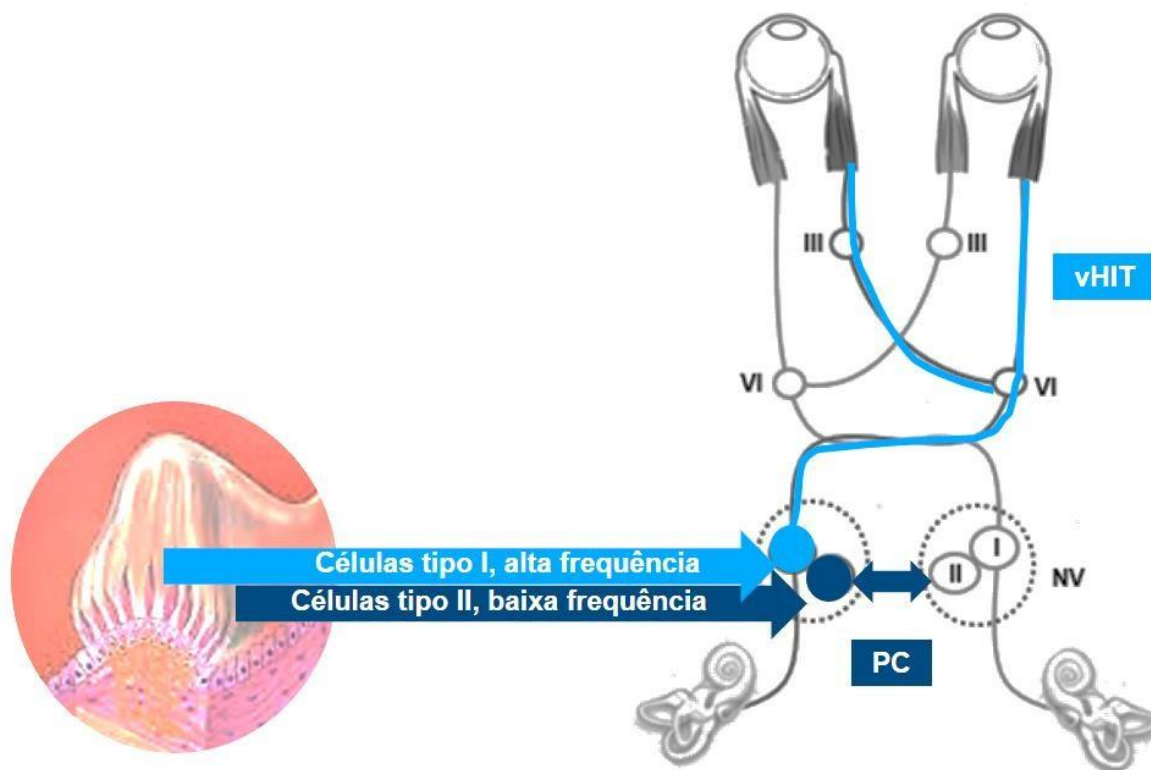 III
III
vHIT
VI
VI
Células tipo I, alta frequência
I
Células tipo II, baixa frequência
II
NV
PC